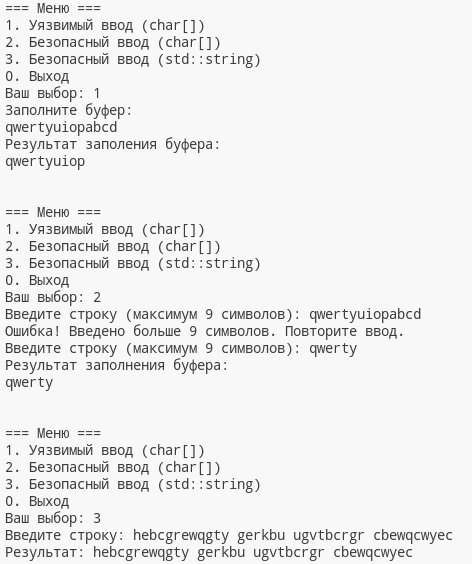 === Меню ===
1. Уязвимый ввод (char[])
2. Безопасный ввод (char[])
3. Безопасный ввод (std::string)
0. Выход
Ваш выбор: 1
Заполните буфер:
qwertyuiopabcd
Результат заполения буфера:
qwertyuiop
=== Меню ===
1. Уязвимый ввод (char[])
2. Безопасный ввод (char[])
3. Безопасный ввод (std::string)
0. Выход
Ваш выбор: 2
Введите строку (максимум 9 символов): qwertyuiopabcd
Ошибка! Введено больше 9 символов. Повторите ввод.
Введите строку (максимум 9 символов): qwerty
Результат заполнения буфера:
qwerty
=== Меню ===
1. Уязвимый ввод (char[])
2. Безопасный ввод (char[])
3. Безопасный ввод (std::string)
0. Выход
Ваш выбор: 3
Введите строку: hebcgrewqgty gerkbu ugvtbcrgr cbewqcwyec
Результат: hebcgrewqgty gerkbu ugvtbcrgr cbewqcwyec